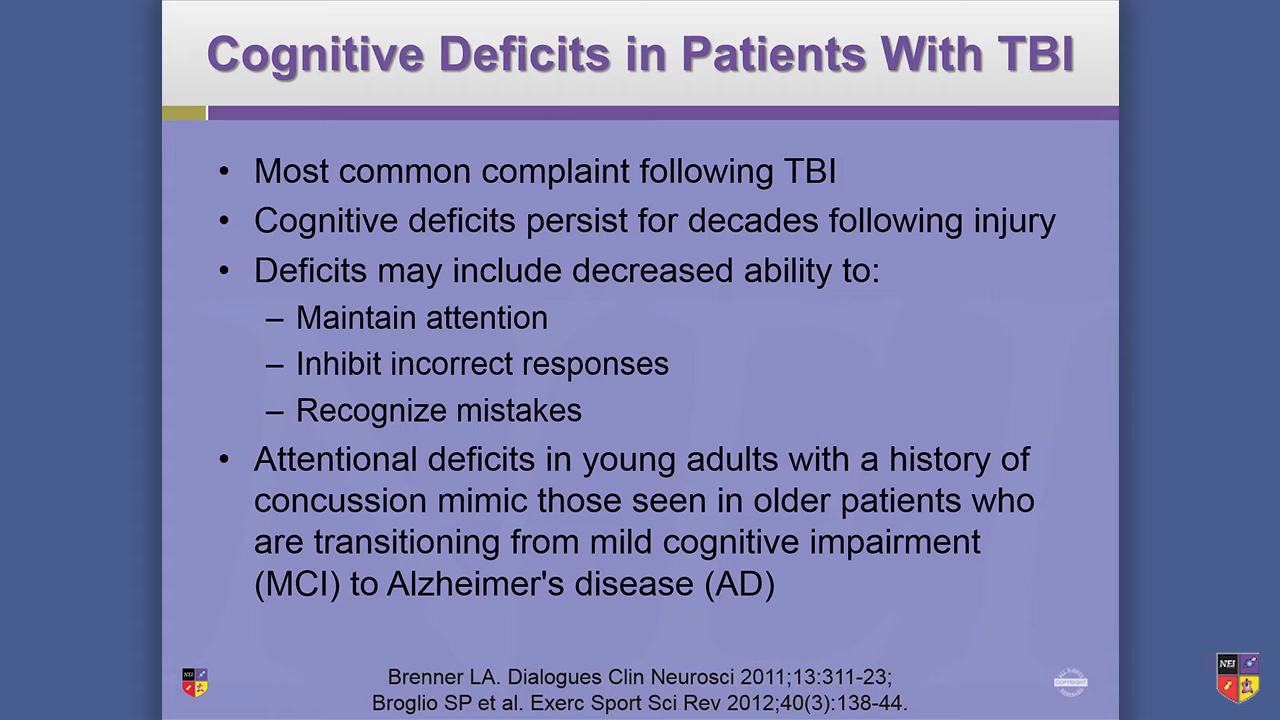 Cognitive Deficits in Patients With TBI
• Most common complaint following TBI
• Cognitive deficits persist for decades following injury
• Deficits may include decreased ability to:
– Maintain attention
– Inhibit incorrect responses
– Recognize mistakes
• Attentional deficits in young adults with a history of
concussion mimic those seen in older patients who
are transitioning from mild cognitive impairment
(MCI) to Alzheimer's disease (AD)
Brenner LA. Dialogues Clin Neurosci 2011;13:311-23;
Broglio SP et al. Exerc Sport Sci Rev 2012;40(3):138-44.
NEI
COPYRIGHT
NEI